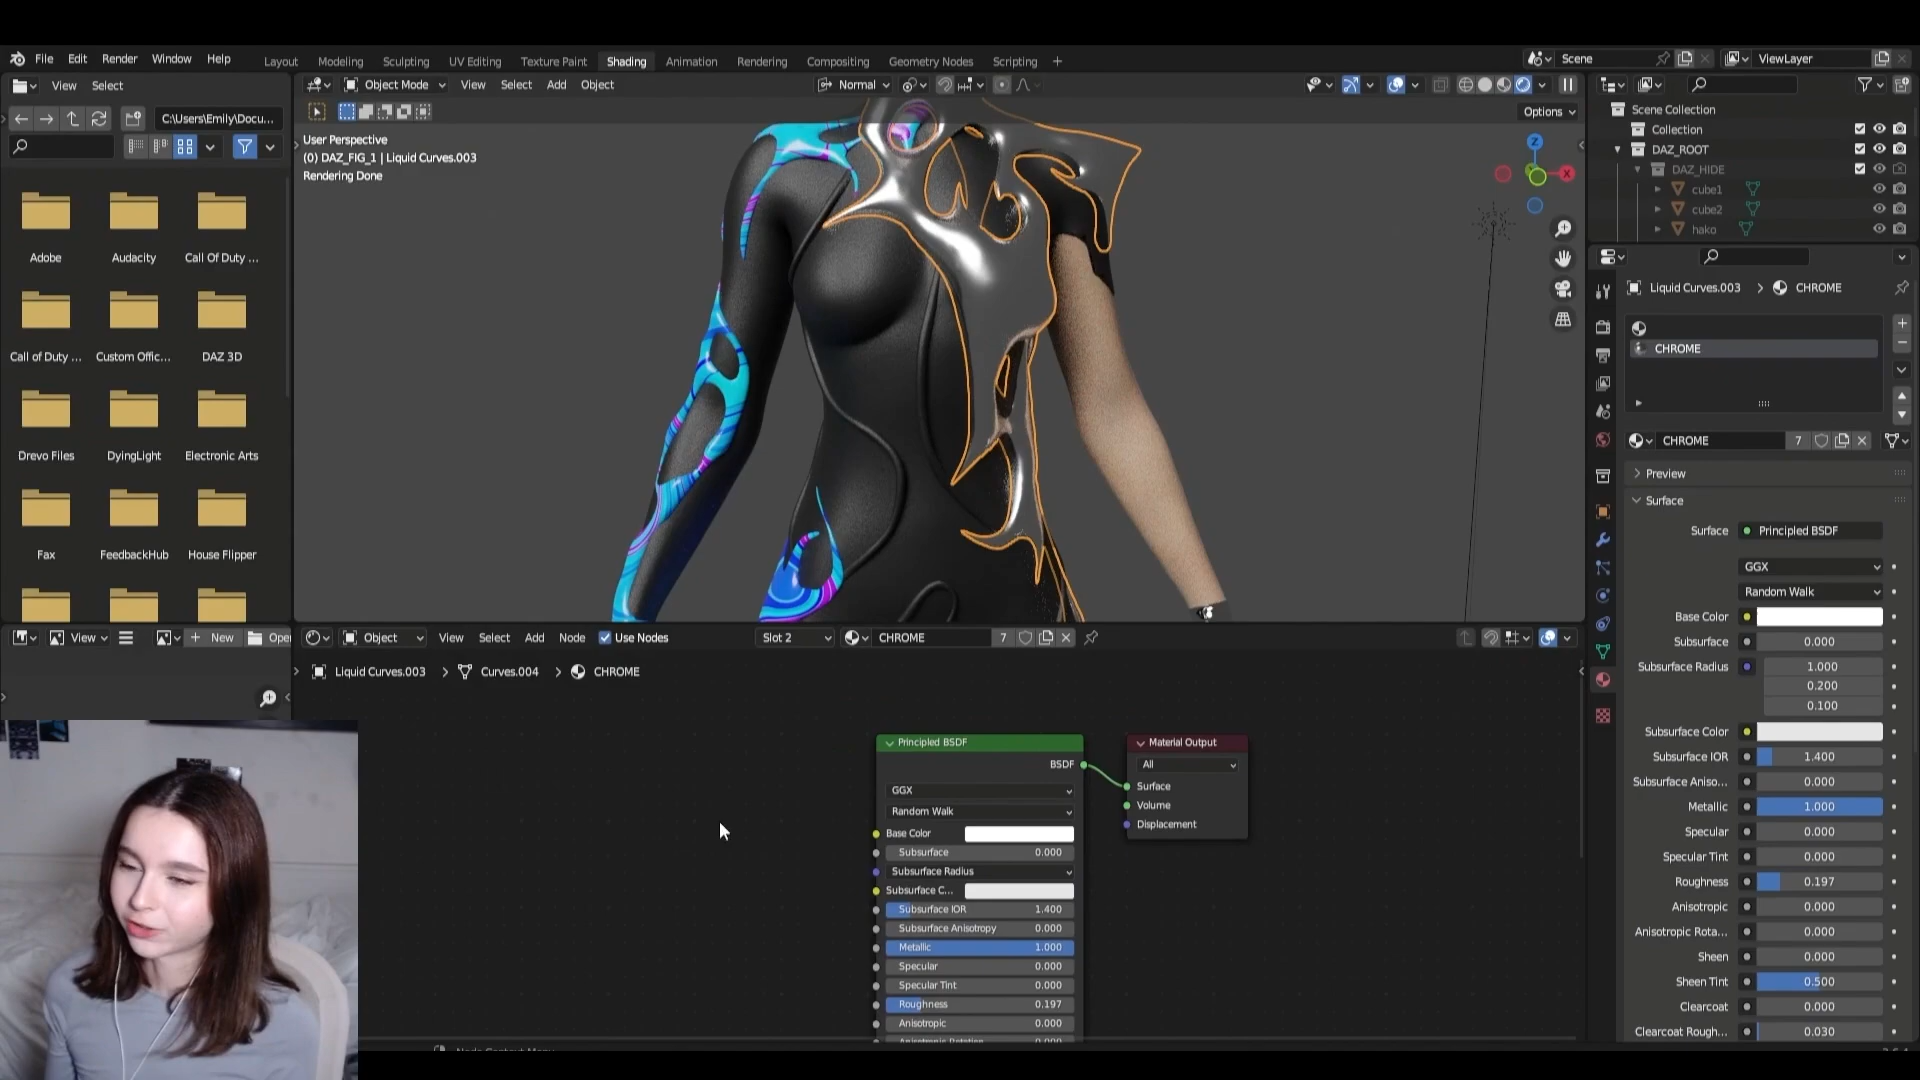 File Edit Render Window Help
Layout Modeling Sculpting UV Editing Texture Paint Shading Animation Rendering Compositing Geometry Nodes Scripting +
Scene
ViewLayer
View Select
Object Mode View Select Add Object
Normal
C:\Users\Emily\Docu...
Options
User Perspective
(0) DAZ_FIG_1 | Liquid Curves.003
Rendering Done
Z
X
Adobe Audacity Call Of Duty ...
Call of Duty ... Custom Offic... DAZ 3D
Drevo Files DyingLight Electronic Arts
Fax FeedbackHub House Flipper
Scene Collection
Collection
DAZ_ROOT
DAZ_HIDE
cube1
cube2
hako
Liquid Curves.003 > CHROME
CHROME
CHROME 7
Preview
Surface
Surface Principled BSDF
GGX
Random Walk
Base Color
Subsurface 0.000
Subsurface Radius 1.000
0.200
0.100
Subsurface Color
Subsurface IOR 1.400
Subsurface Aniso... 0.000
Metallic 1.000
Specular 0.000
Specular Tint 0.000
Roughness 0.197
Anisotropic 0.000
Anisotropic Rota... 0.000
Sheen 0.000
Sheen Tint 0.500
Clearcoat 0.000
Clearcoat Rough... 0.030
View + New Open
Object View Select Add Node Use Nodes Slot 2 CHROME 7
Liquid Curves.003 > Curves.004 > CHROME
Principled BSDF
BSDF
GGX
Random Walk
Base Color
Subsurface 0.000
Subsurface Radius
Subsurface C...
Subsurface IOR 1.400
Subsurface Anisotropy 0.000
Metallic 1.000
Specular 0.000
Specular Tint 0.000
Roughness 0.197
Anisotropic 0.000
Material Output
All
Surface
Volume
Displacement